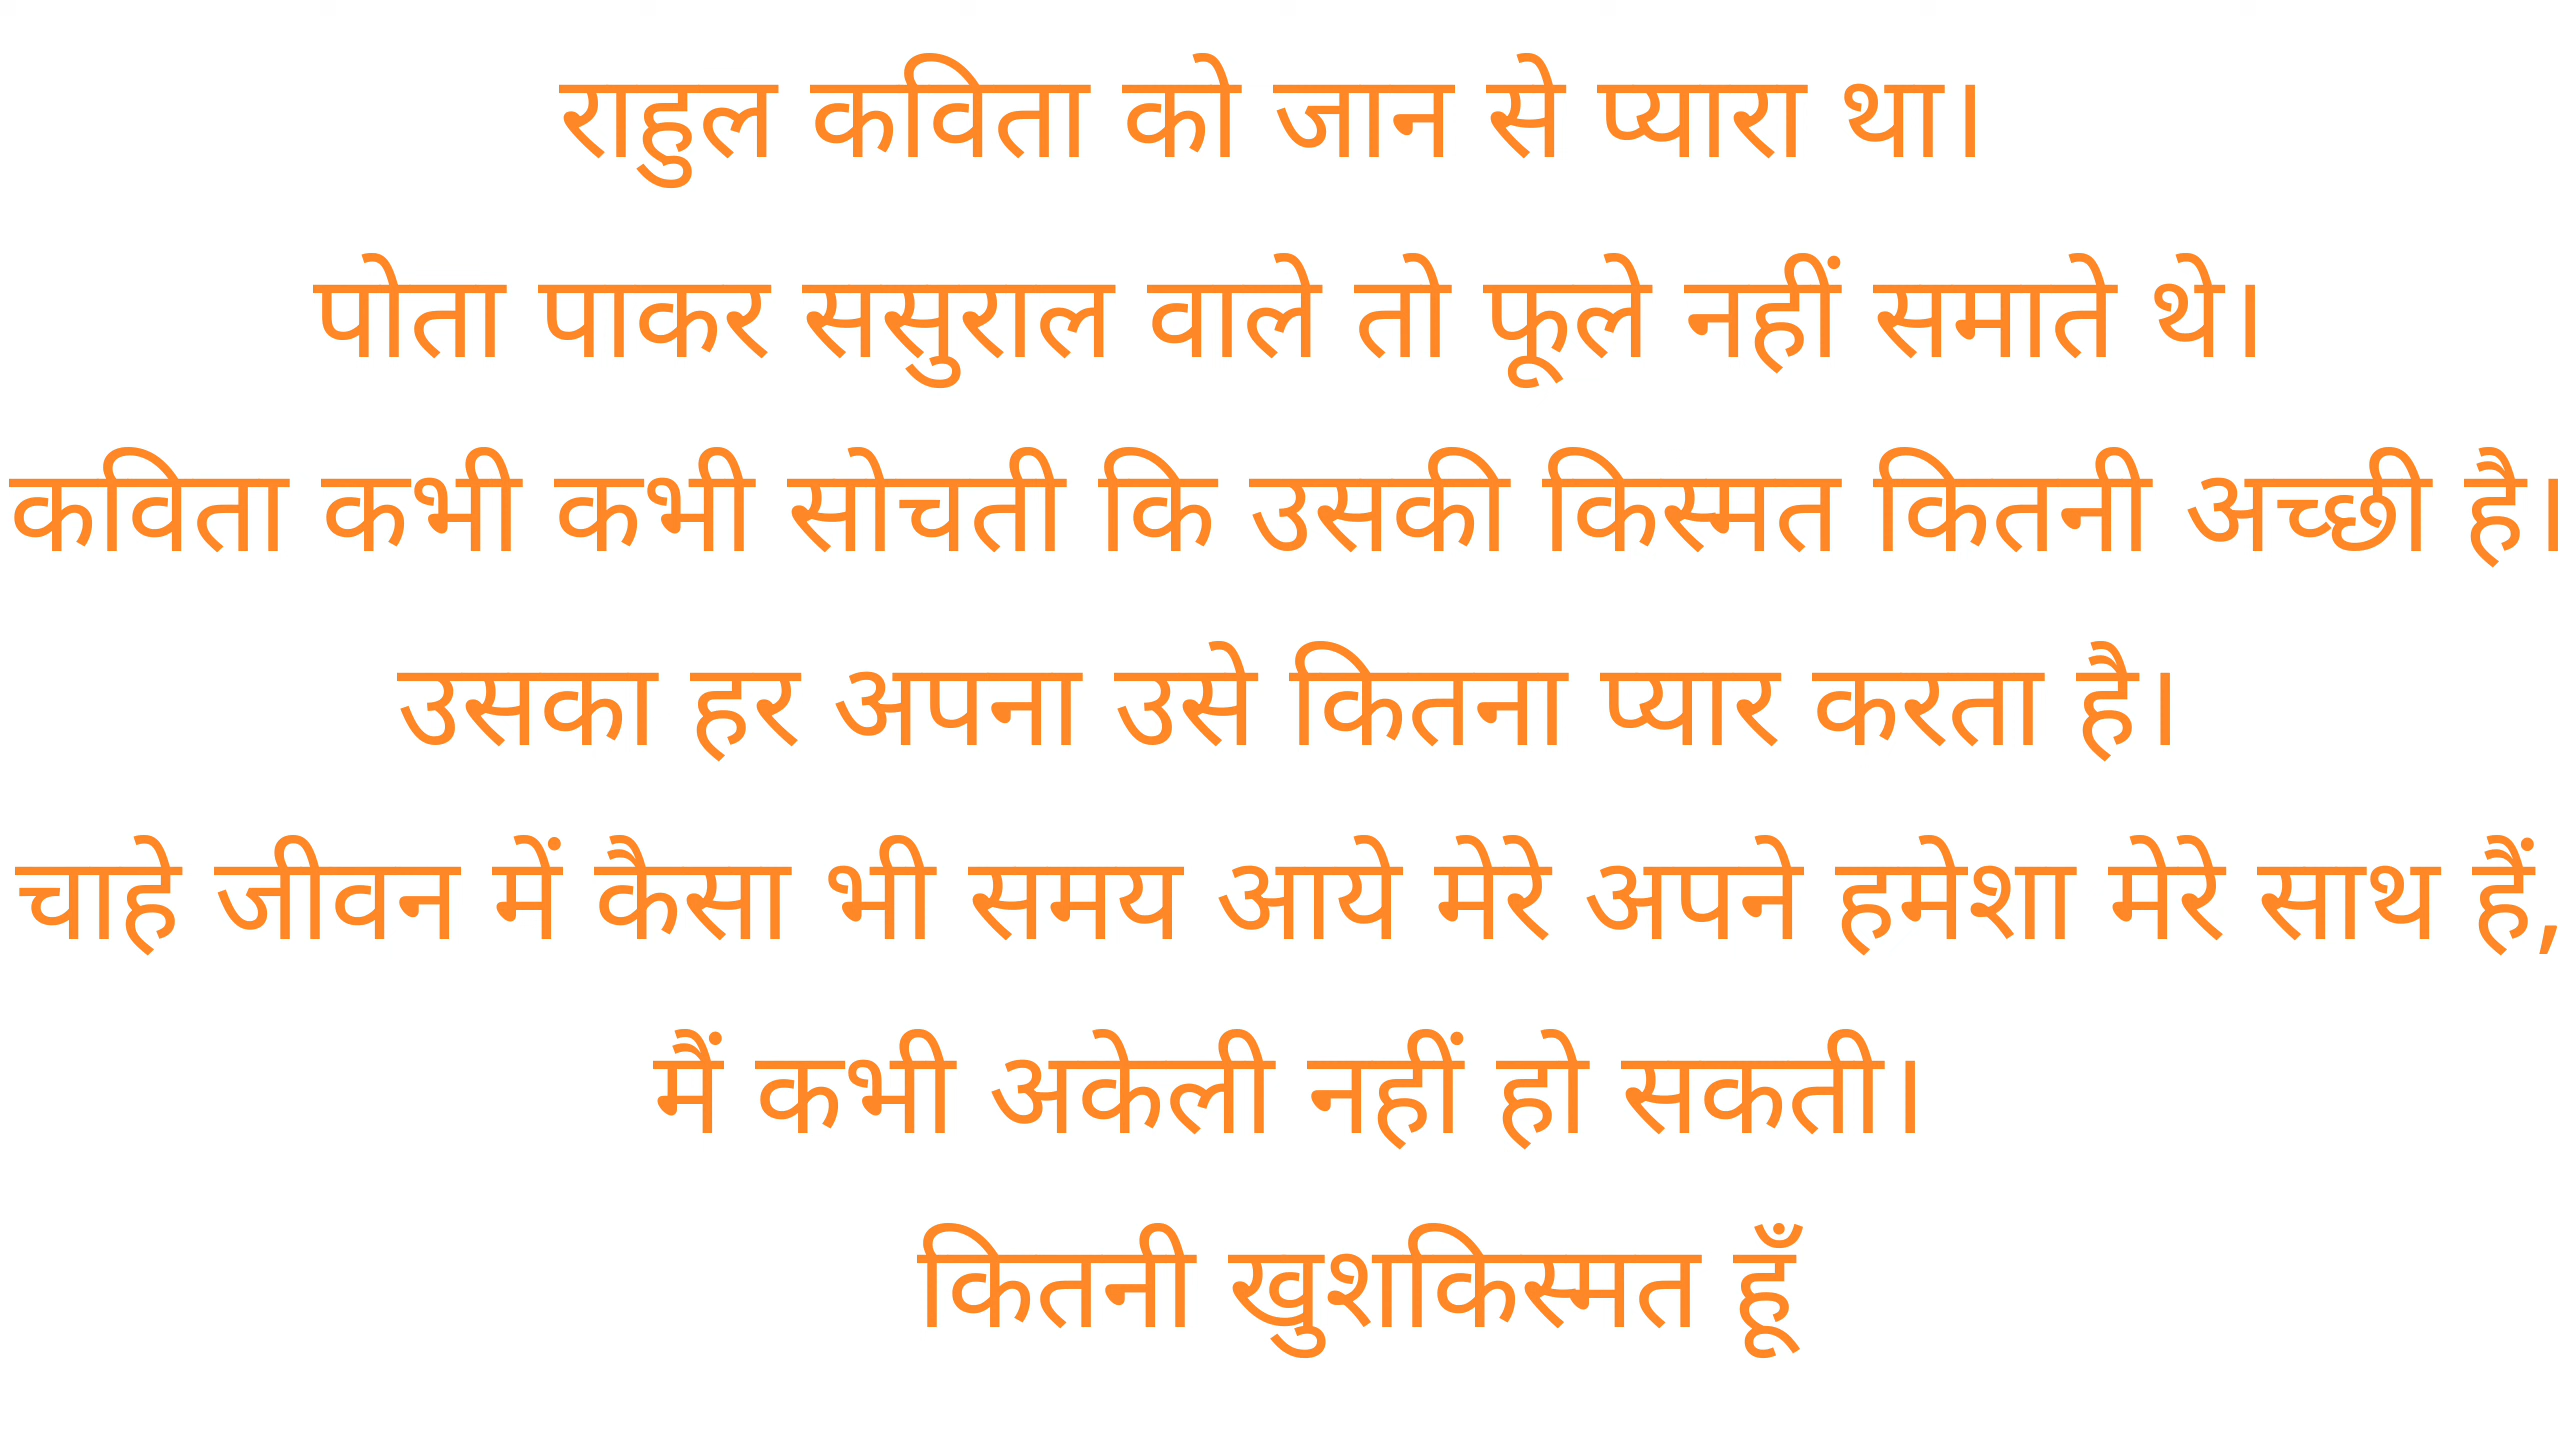 राहुल कविता को जान से प्यारा था।
पोता पाकर ससुराल वाले तो फूले नहीं समाते थे।
कविता कभी कभी सोचती कि उसकी किस्मत कितनी अच्छी है।
उसका हर अपना उसे कितना प्यार करता है।
चाहे जीवन में कैसा भी समय आये मेरे अपने हमेशा मेरे साथ हैं,
मैं कभी अकेली नहीं हो सकती।
कितनी खुशकिस्मत हूँ